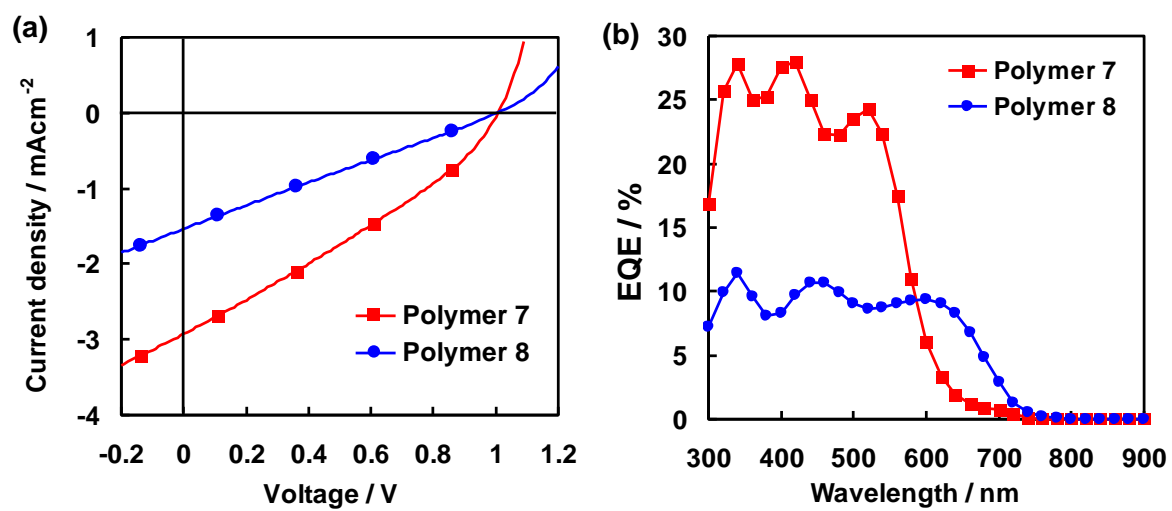 (a)
Current density / mAcm⁻²
1
0
-1
-2
-3
-4
-0.2 0 0.2 0.4 0.6 0.8 1 1.2
Voltage / V
Polymer 7
Polymer 8
(b)
EQE / %
30
25
20
15
10
5
0
300 400 500 600 700 800 900
Wavelength / nm
Polymer 7
Polymer 8